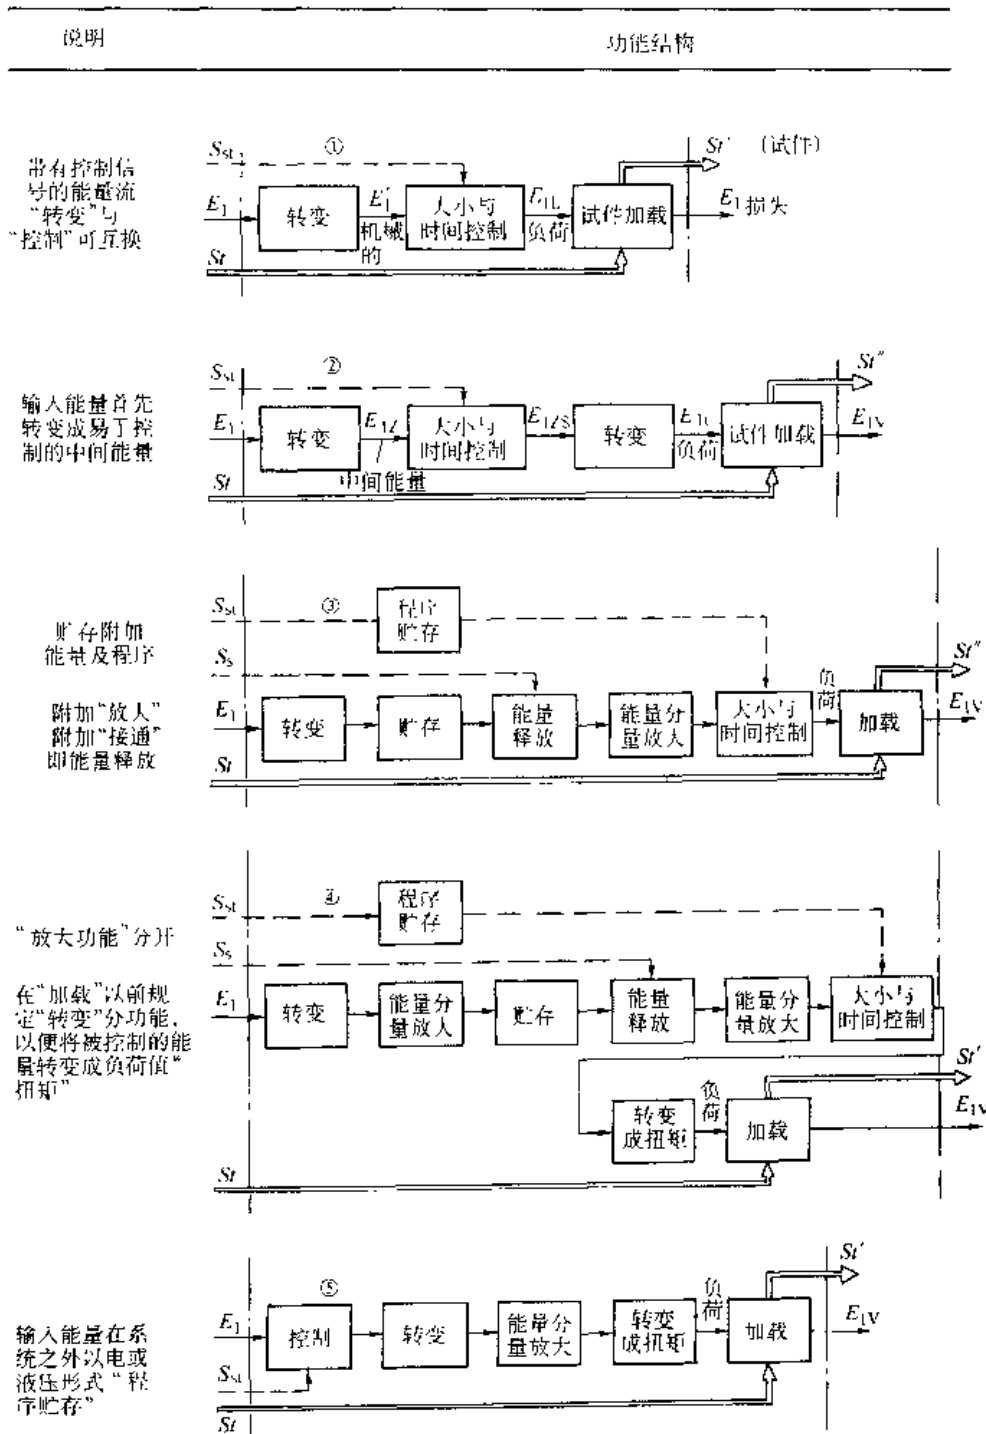 说明
功能结构
带有控制信
号的能量流
“转变”与
“控制”可互换
Sst
①
St′ (试件)
E1
转变
E1′
机械
的
大小与
时间控制
E1L
负荷
试件加载
E1损失
St
输入能量首先
转变成易于控
制的中间能量
Sst
②
St″
E1
转变
E1Z
中间能量
大小与
时间控制
E1ZS
转变
E1L
负荷
试件加载
E1V
St
贮存附加
能量及程序
附加“放大”
附加“接通”
即能量释放
Sst
③
程序
贮存
Ss
St″
E1
转变
贮存
能量
释放
能量分
量放大
大小与
时间控制
负
荷
加载
E1V
St
“放大功能”分开
在“加载”以前规
定“转变”分功能,
以便将被控制的能
量转变成负荷值“
扭矩”
Sst
④
程序
贮存
Ss
E1
转变
能量分
量放大
贮存
能量
释放
能量分
量放大
大小与
时间控制
St′
转变
成扭矩
负
荷
加载
E1V
St
输入能量在系
统之外以电或
液压形式“程
序贮存”
⑤
St′
E1
控制
转变
能量分
量放大
转变
成扭矩
负
荷
加载
E1V
Sst
St